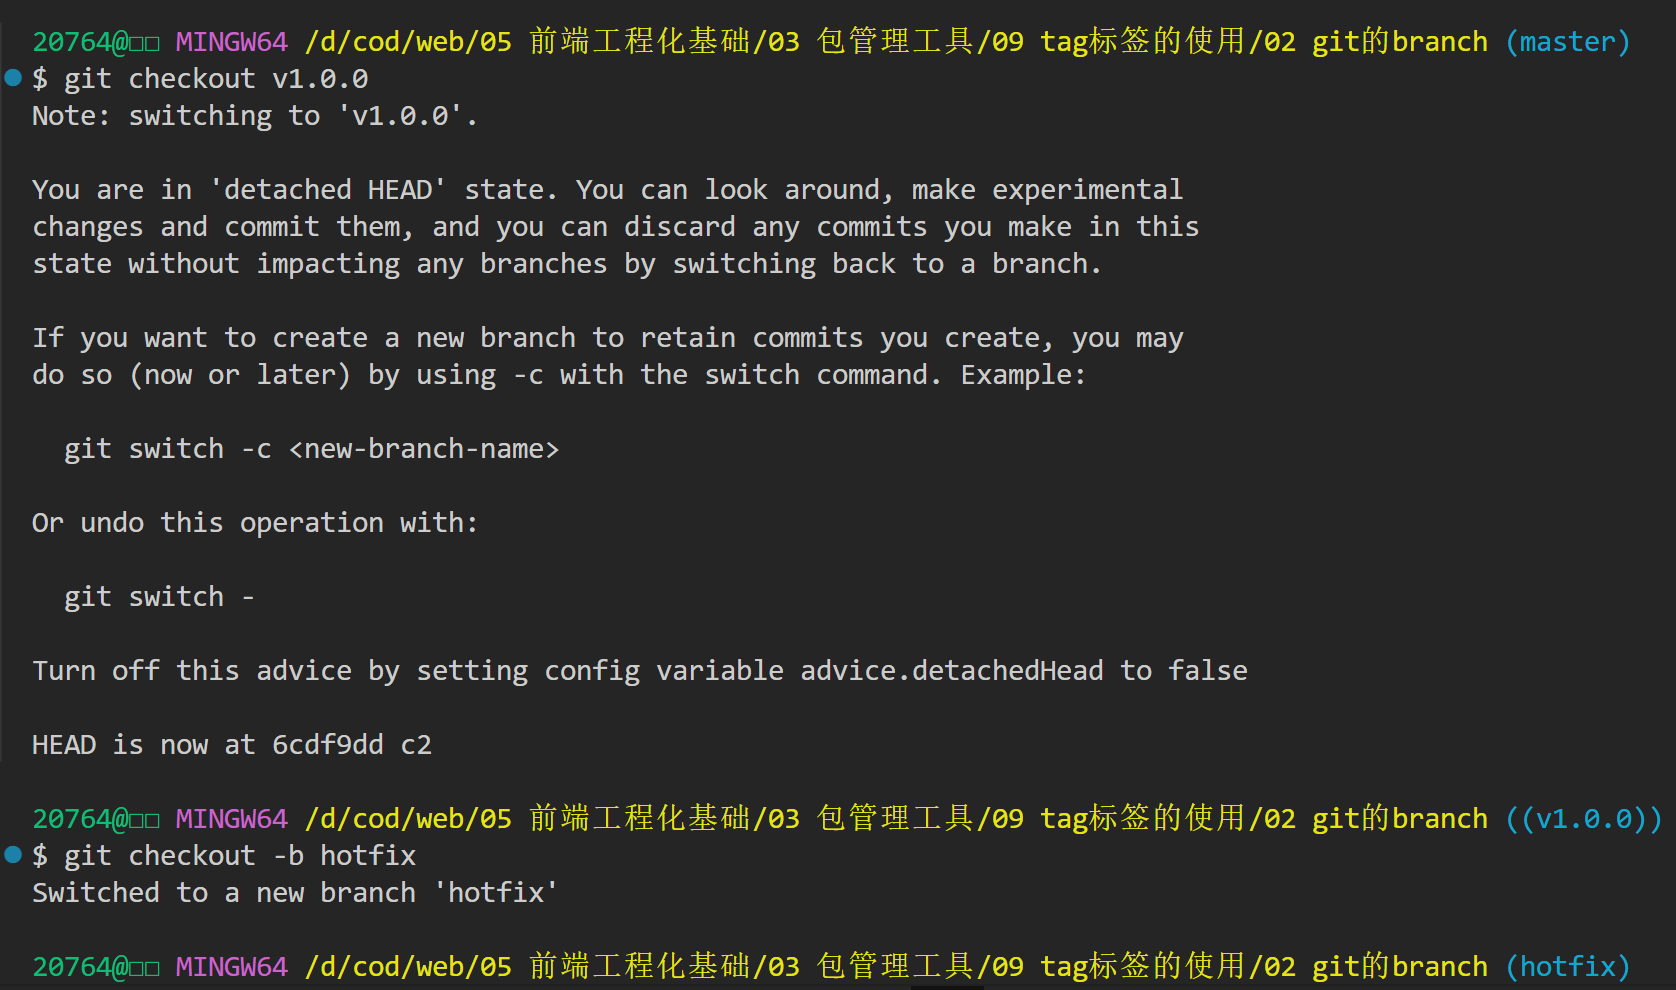 20764@□□ MINGW64 /d/cod/web/05 前端工程化基础/03 包管理工具/09 tag标签的使用/02 git的branch (master)
$ git checkout v1.0.0
Note: switching to 'v1.0.0'.
You are in 'detached HEAD' state. You can look around, make experimental
changes and commit them, and you can discard any commits you make in this
state without impacting any branches by switching back to a branch.
If you want to create a new branch to retain commits you create, you may
do so (now or later) by using -c with the switch command. Example:
git switch -c <new-branch-name>
Or undo this operation with:
git switch -
Turn off this advice by setting config variable advice.detachedHead to false
HEAD is now at 6cdf9dd c2
20764@□□ MINGW64 /d/cod/web/05 前端工程化基础/03 包管理工具/09 tag标签的使用/02 git的branch ((v1.0.0))
$ git checkout -b hotfix
Switched to a new branch 'hotfix'
20764@□□ MINGW64 /d/cod/web/05 前端工程化基础/03 包管理工具/09 tag标签的使用/02 git的branch (hotfix)